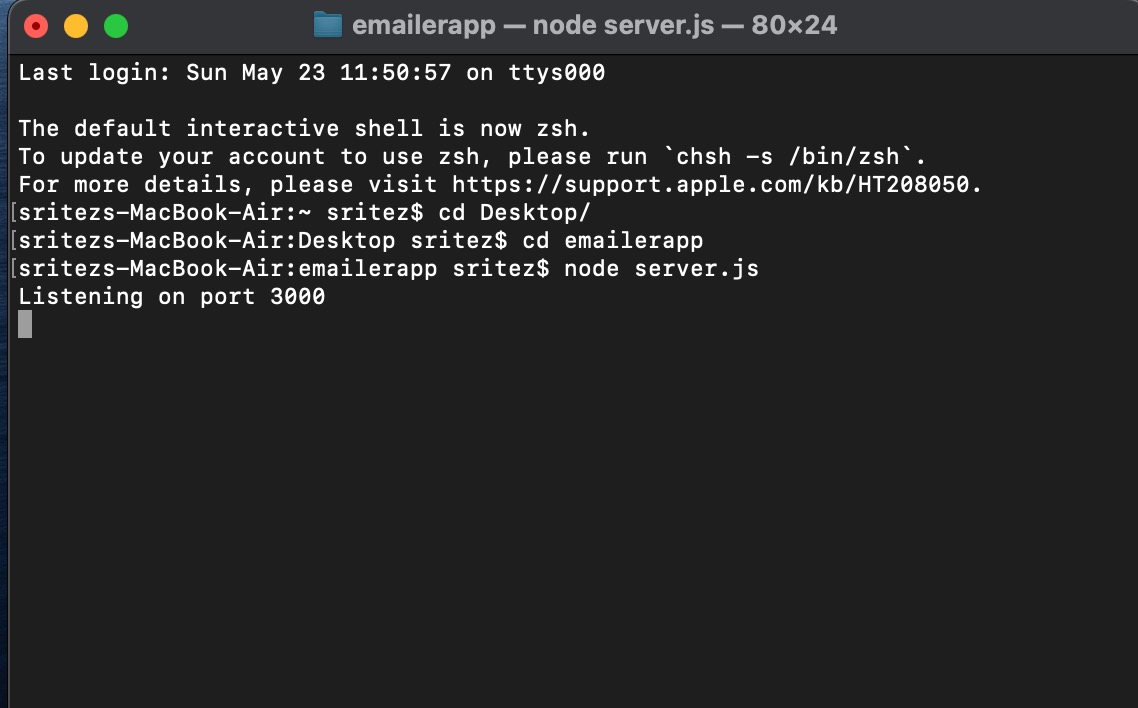 emailerapp — node server.js — 80×24
Last login: Sun May 23 11:50:57 on ttys000
The default interactive shell is now zsh.
To update your account to use zsh, please run `chsh -s /bin/zsh`.
For more details, please visit https://support.apple.com/kb/HT208050.
[sritezs-MacBook-Air:~ sritez$ cd Desktop/
[sritezs-MacBook-Air:Desktop sritez$ cd emailerapp
[sritezs-MacBook-Air:emailerapp sritez$ node server.js
Listening on port 3000